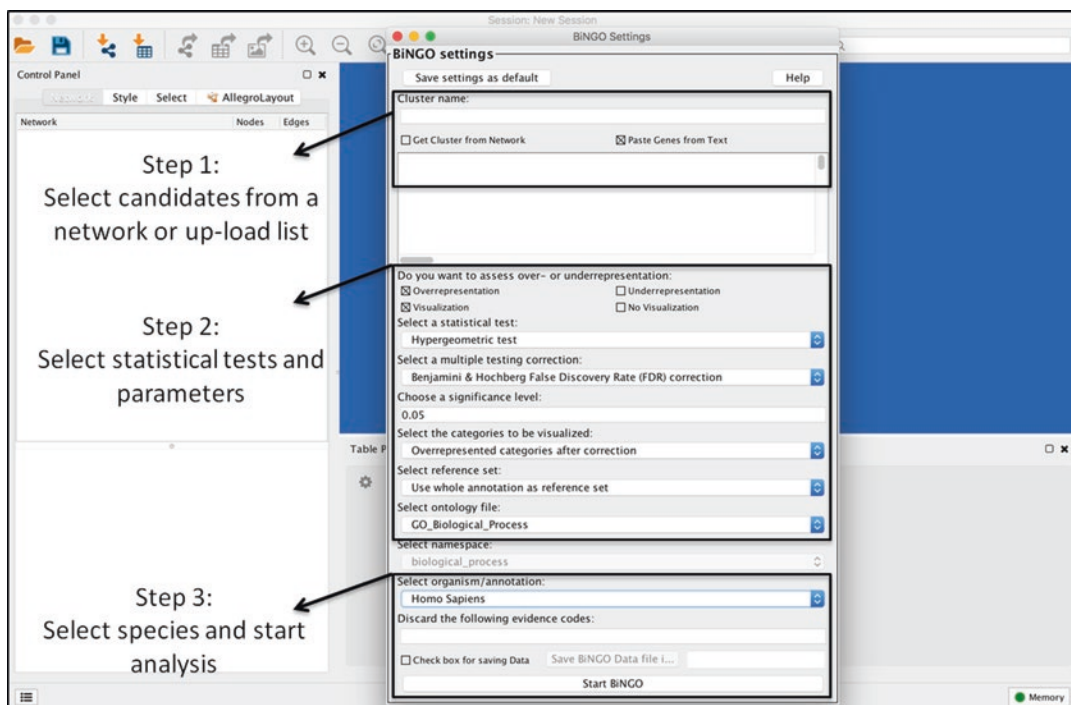 Session: New Session
BiNGO Settings
BiNGO settings
Save settings as default
Help
Control Panel
Network
Style
Select
AllegroLayout
Network
Nodes
Edges
Cluster name:
Get Cluster from Network
Paste Genes from Text
Step 1:
Select candidates from a
network or up-load list
Do you want to assess over- or underrepresentation:
Overrepresentation
Underrepresentation
Visualization
No Visualization
Step 2:
Select statistical tests and
parameters
Select a statistical test:
Hypergeometric test
Select a multiple testing correction:
Benjamini & Hochberg False Discovery Rate (FDR) correction
Choose a significance level:
0.05
Select the categories to be visualized:
Overrepresented categories after correction
Table P
Select reference set:
Use whole annotation as reference set
Select ontology file:
GO_Biological_Process
Select namespace:
biological_process
Step 3:
Select species and start
analysis
Select organism/annotation:
Homo Sapiens
Discard the following evidence codes:
Check box for saving Data
Save BiNGO Data file i...
Start BiNGO
Memory